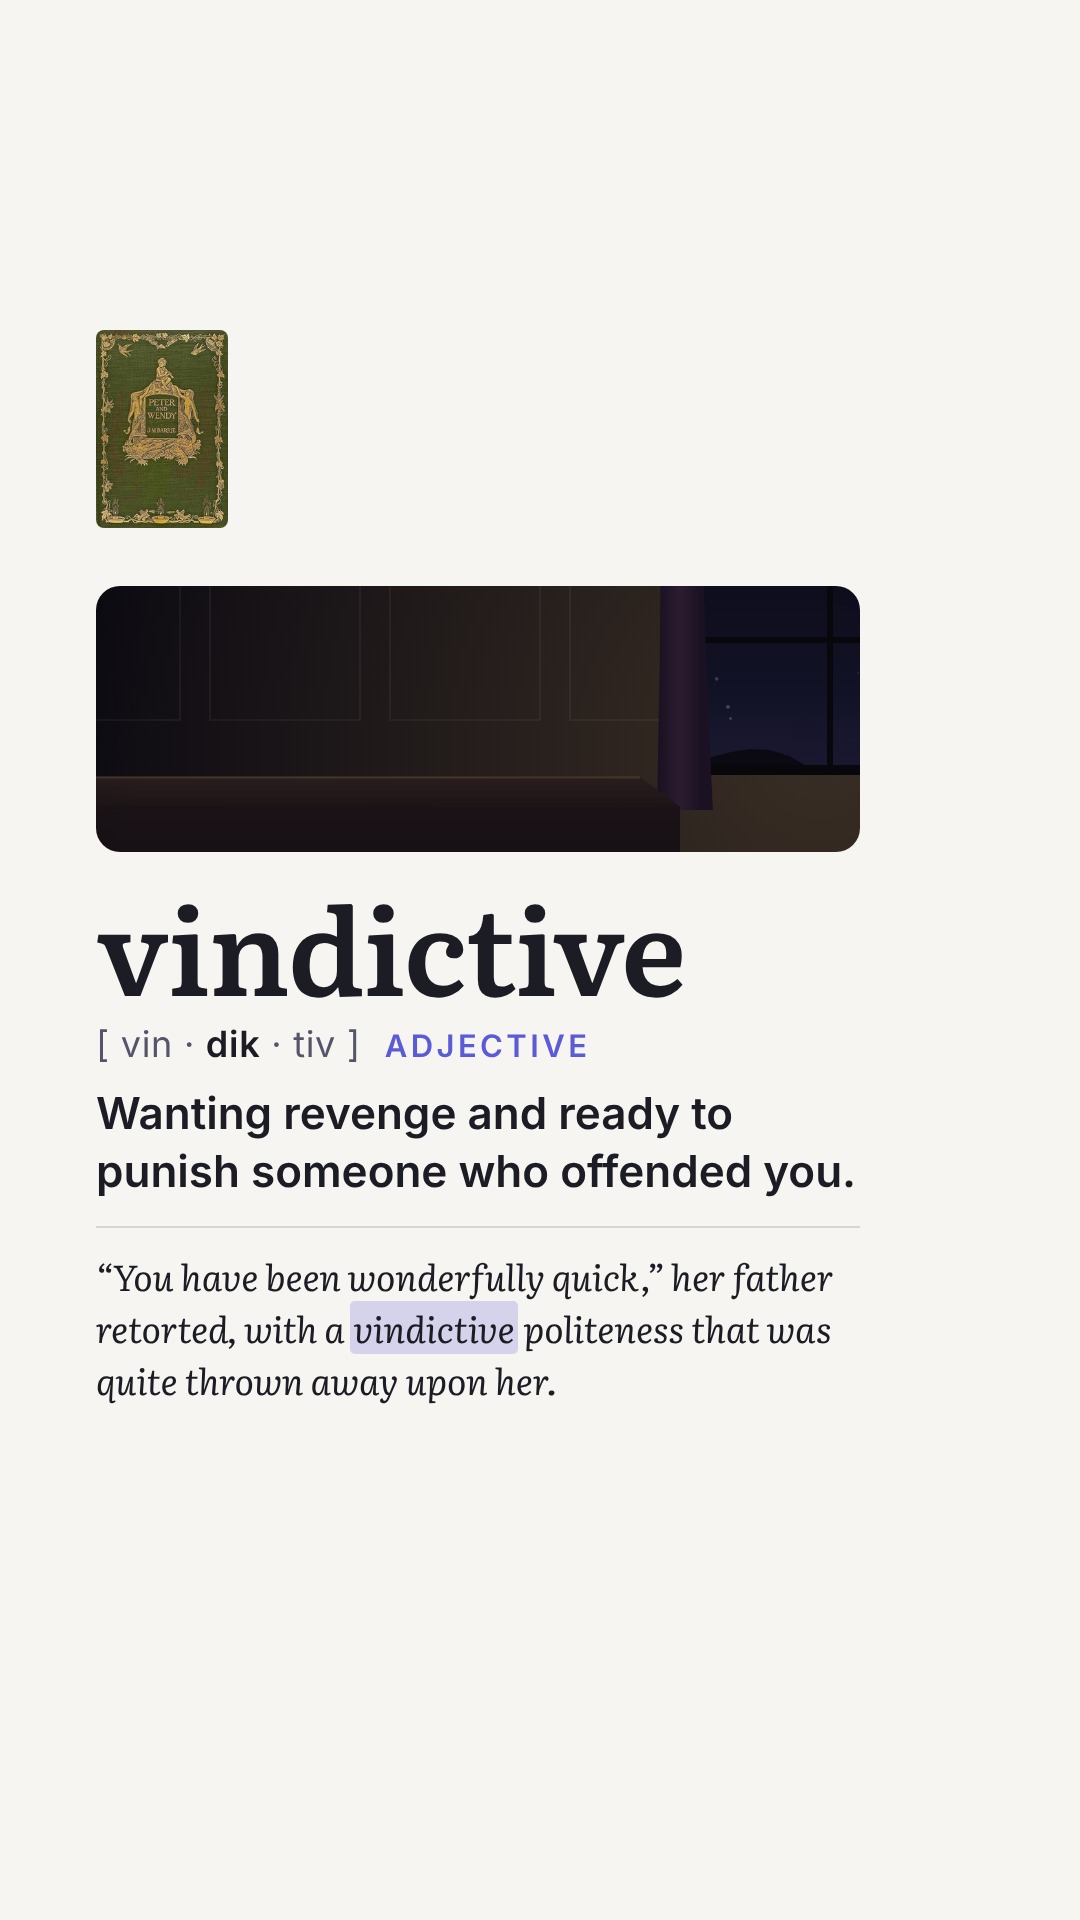 PETER
AND
WENDY
J.M.BARRIE
vindictive
[ vin · dik · tiv ] ADJECTIVE
Wanting revenge and ready to
punish someone who offended you.
“You have been wonderfully quick,” her father
retorted, with a vindictive politeness that was
quite thrown away upon her.